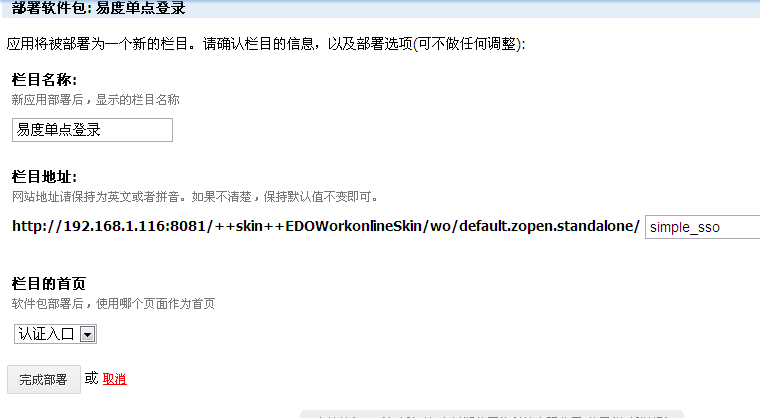 部署软件包: 易度单点登录
应用将被部署为一个新的栏目。请确认栏目的信息，以及部署选项(可不做任何调整):
栏目名称:
新应用部署后，显示的栏目名称
易度单点登录
栏目地址:
网站地址请保持为英文或者拼音。如果不清楚，保持默认值不变即可。
http://192.168.1.116:8081/++skin++EDOWorkonlineSkin/wo/default.zopen.standalone/ simple_sso
栏目的首页
软件包部署后，使用哪个页面作为首页
认证入口
完成部署 或 取消